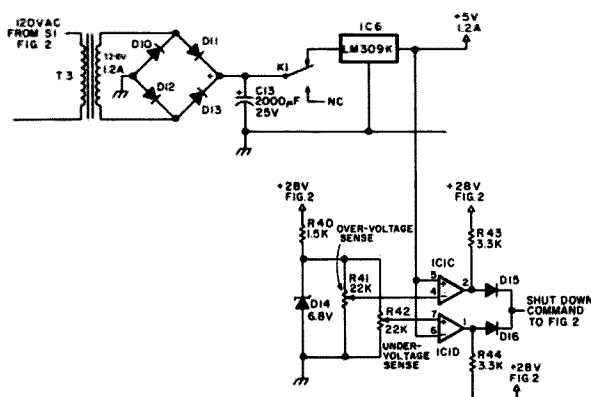 120VAC
FROM S1
FIG. 2
T3
12·6V
1.2A
D10
D11
D12
D13
+
+
C13
2000µF
25V
K1
NC
IC6
LM309K
+5V
1.2A
+28V
FIG.2
R40
1.5K
OVER-VOLTAGE
SENSE
D14
6.8V
R41
22K
R42
22K
UNDER-
VOLTAGE
SENSE
+28V
FIG.2
R43
3.3K
IC1C
5
+
4
-
2
D15
7
+
6
-
1
D16
IC1D
SHUT DOWN
COMMAND
TO FIG. 2
R44
3.3K
+28V
FIG.2